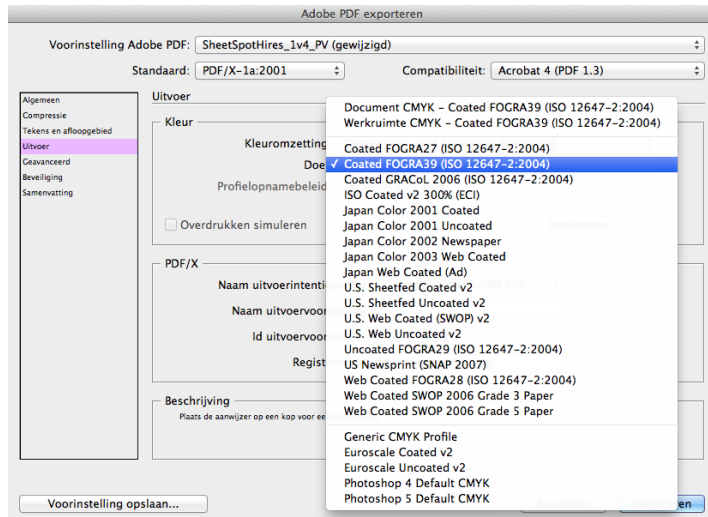 Adobe PDF exporteren
Voorinstelling Adobe PDF: SheetSpotHires_1v4_PV (gewijzigd)
Standaard: PDF/X-1a:2001 Compatibiliteit: Acrobat 4 (PDF 1.3)
Algemeen
Compressie
Tekens en afloopgebied
Uitvoer
Geavanceerd
Beveiliging
Samenvatting
Uitvoer
Kleur
Kleuromzetting
Doe
Profielopnamebeleid
Overdrukken simuleren
PDF/X
Naam uitvoerintenti
Naam uitvoervoor
Id uitvoervoor
Regist
Beschrijving
Plaats de aanwijzer op een kop voor ee
Document CMYK - Coated FOGRA39 (ISO 12647-2:2004)
Werkruimte CMYK - Coated FOGRA39 (ISO 12647-2:2004)
Coated FOGRA27 (ISO 12647-2:2004)
✓ Coated FOGRA39 (ISO 12647-2:2004)
Coated GRACoL 2006 (ISO 12647-2:2004)
ISO Coated v2 300% (ECI)
Japan Color 2001 Coated
Japan Color 2001 Uncoated
Japan Color 2002 Newspaper
Japan Color 2003 Web Coated
Japan Web Coated (Ad)
U.S. Sheetfed Coated v2
U.S. Sheetfed Uncoated v2
U.S. Web Coated (SWOP) v2
U.S. Web Uncoated v2
Uncoated FOGRA29 (ISO 12647-2:2004)
US Newsprint (SNAP 2007)
Web Coated FOGRA28 (ISO 12647-2:2004)
Web Coated SWOP 2006 Grade 3 Paper
Web Coated SWOP 2006 Grade 5 Paper
Generic CMYK Profile
Euroscale Coated v2
Euroscale Uncoated v2
Photoshop 4 Default CMYK
Photoshop 5 Default CMYK
Voorinstelling opslaan...
en